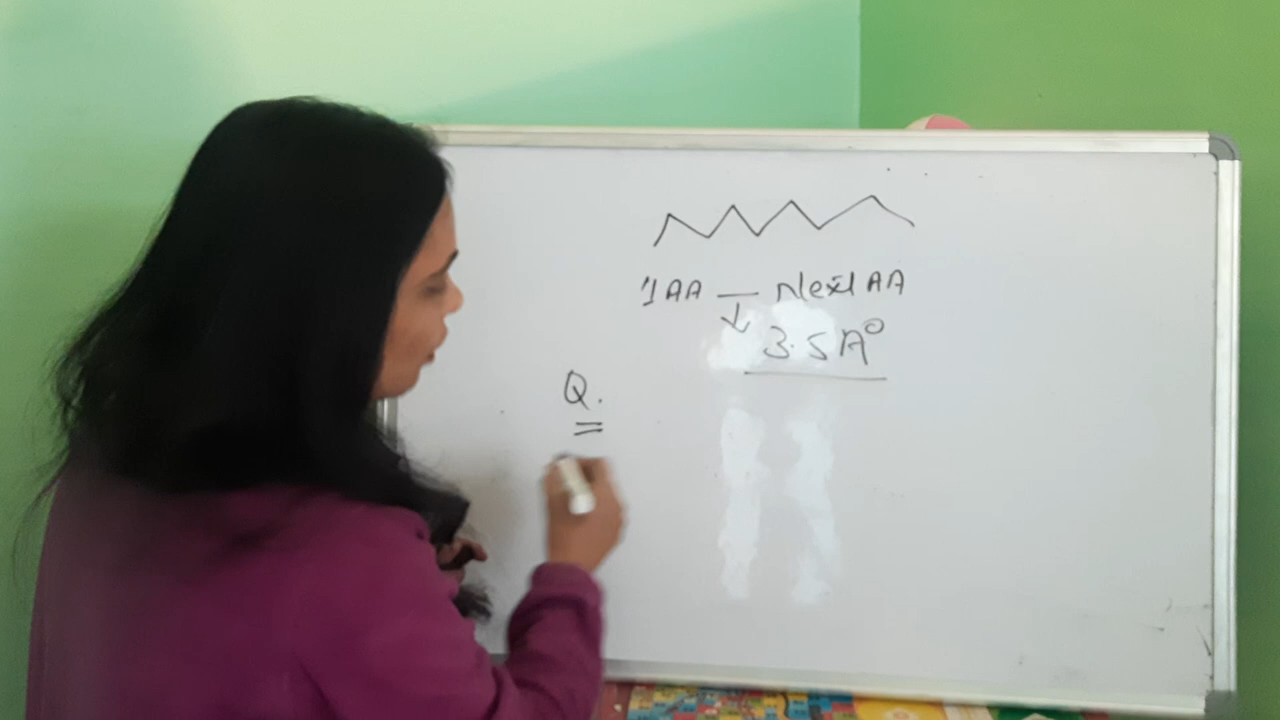 1AA — Next AA
↓ 3.5A°
Q.